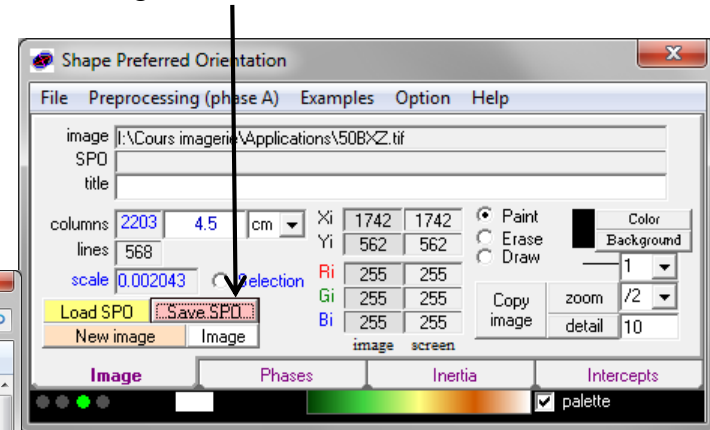 Shape Preferred Orientation
File Preprocessing (phase A) Examples Option Help
image I:\Cours imagerie\Applications\50BXZ.tif
SPO
title
columns 2203 4.5 cm Xi 1742 1742 Paint Color
lines 568 Yi 562 562 Erase Background
Draw 1
scale 0.002043 Selection Ri 255 255
Load SPO Save SPO Gi 255 255 Copy image zoom /2
New image Image Bi 255 255 detail 10
image screen
Image Phases Inertia Intercepts
palette